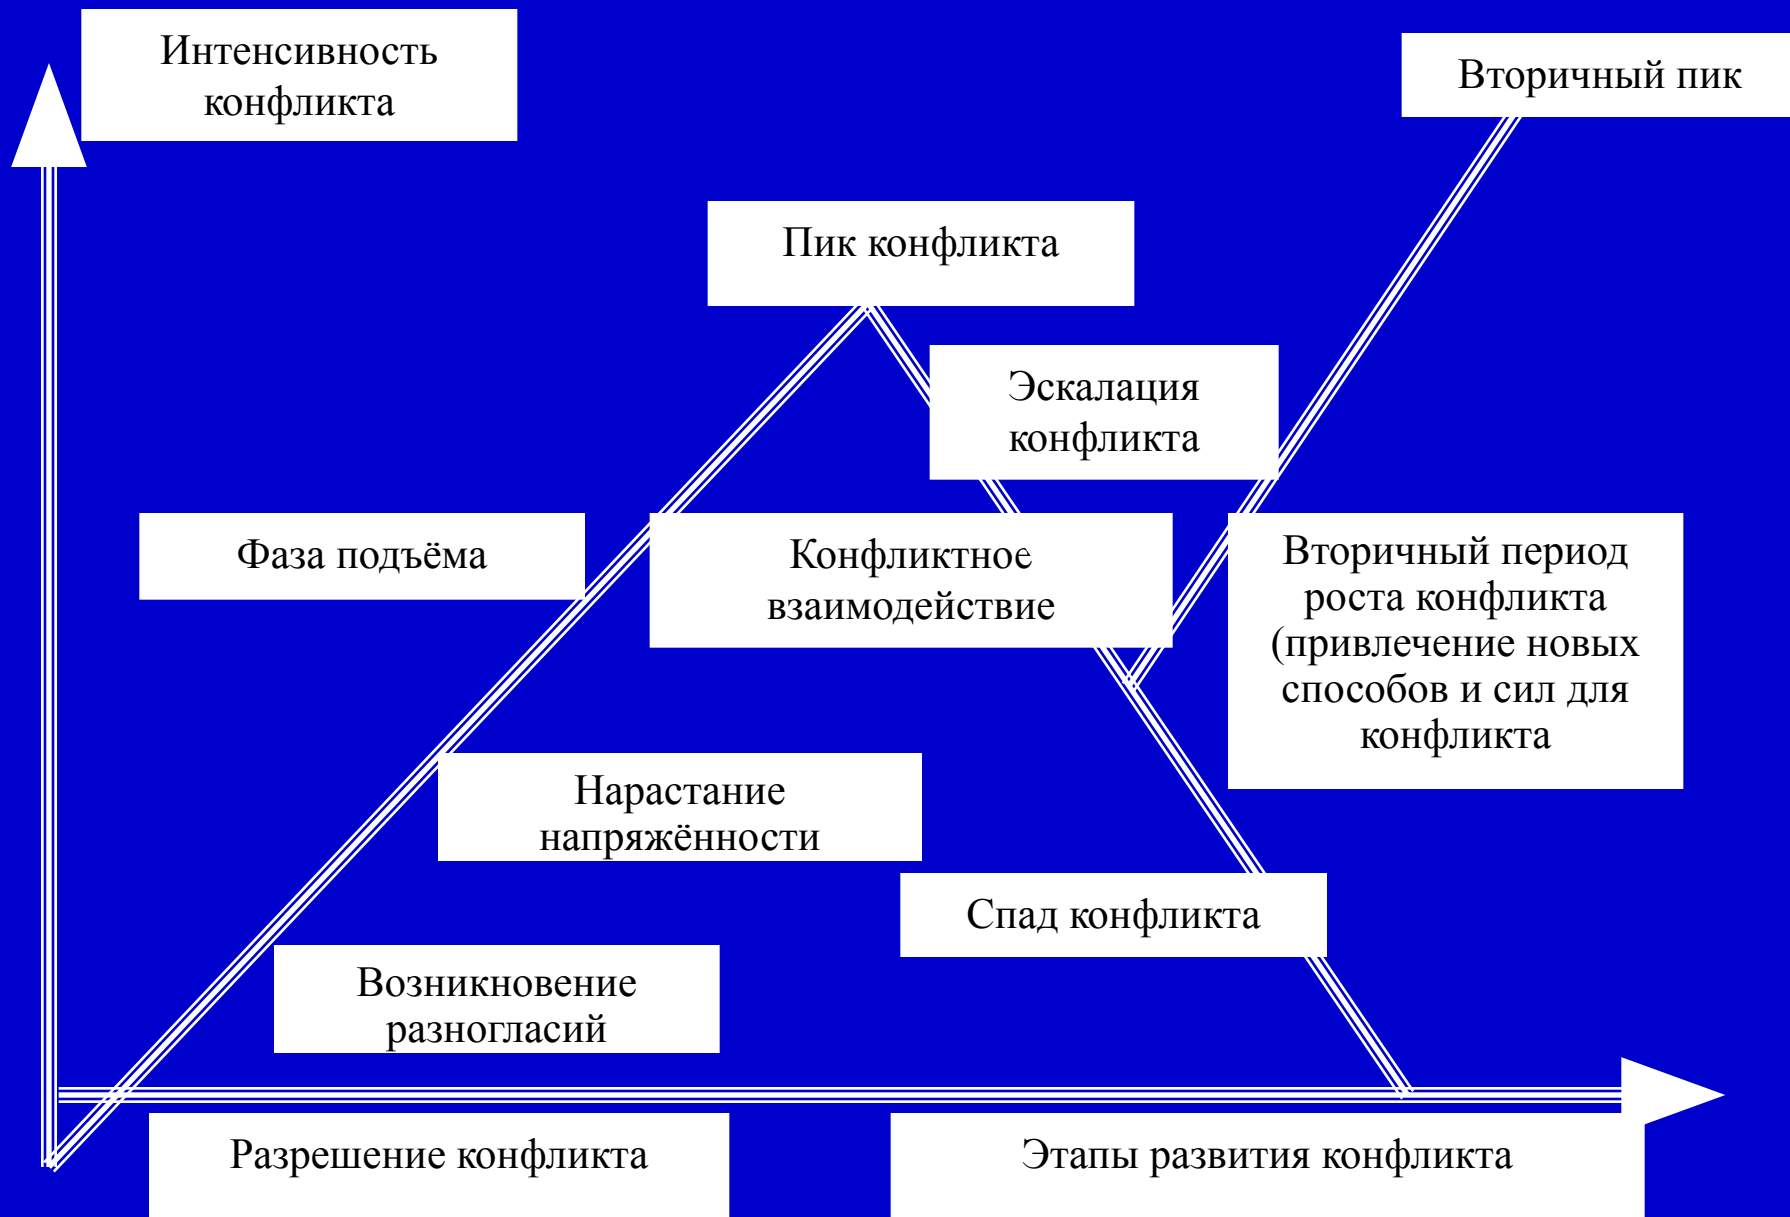 Интенсивность
конфликта
Вторичный пик
Пик конфликта
Эскалация
конфликта
Фаза подъёма
Конфликтное
взаимодействие
Вторичный период
роста конфликта
(привлечение новых
способов и сил для
конфликта
Нарастание
напряжённости
Спад конфликта
Возникновение
разногласий
Разрешение конфликта
Этапы развития конфликта